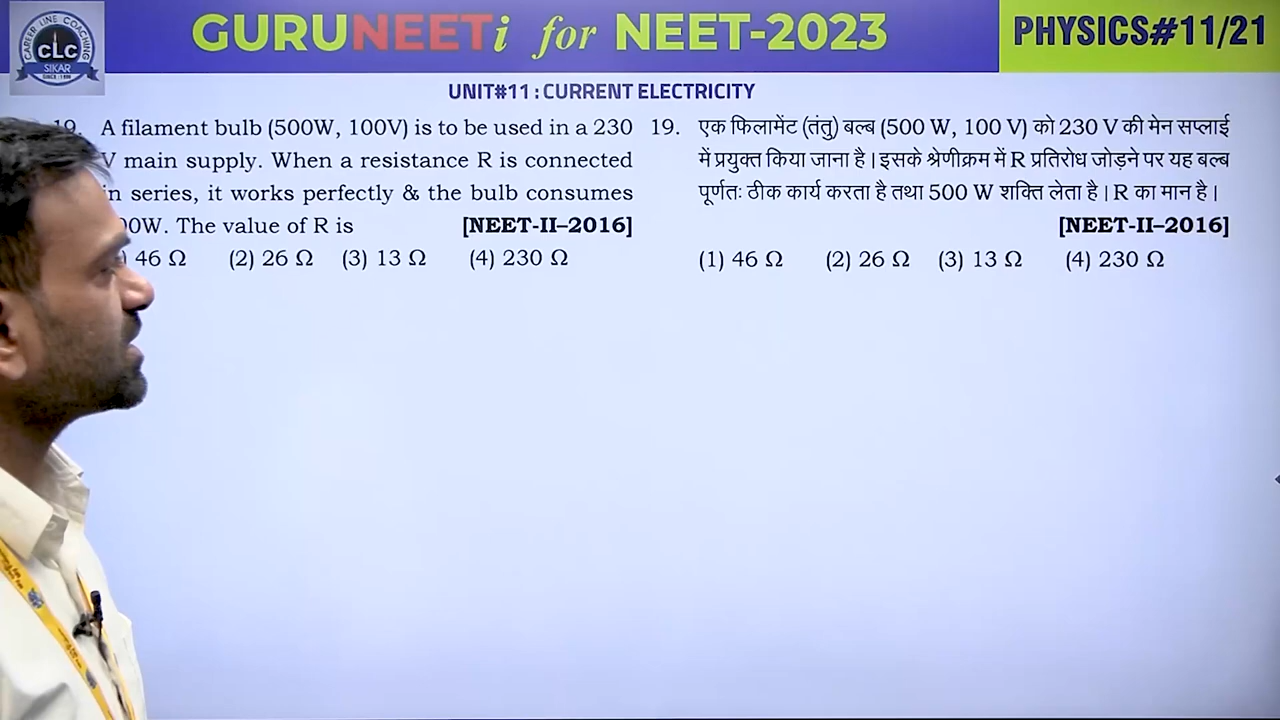 GURUNEETi for NEET-2023
PHYSICS#11/21
CAREER LINE COACHING
CLC
SIKAR
UNIT#11 : CURRENT ELECTRICITY
19. A filament bulb (500W, 100V) is to be used in a 230
V main supply. When a resistance R is connected
in series, it works perfectly & the bulb consumes
00W. The value of R is [NEET-II–2016]
46 Ω (2) 26 Ω (3) 13 Ω (4) 230 Ω
19. एक फिलामेंट (तंतु) बल्ब (500 W, 100 V) को 230 V की मेन सप्लाई
में प्रयुक्त किया जाना है। इसके श्रेणीक्रम में R प्रतिरोध जोड़ने पर यह बल्ब
पूर्णतः ठीक कार्य करता है तथा 500 W शक्ति लेता है। R का मान है।
[NEET-II–2016]
(1) 46 Ω (2) 26 Ω (3) 13 Ω (4) 230 Ω